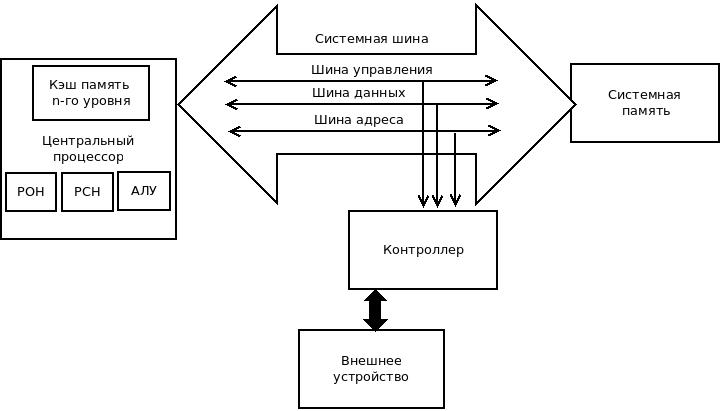 Системная шина
Шина управления
Шина данных
Шина адреса
Кэш память
n-го уровня
Центральный
процессор
РОН
РСН
АЛУ
Системная
память
Контроллер
Внешнее
устройство